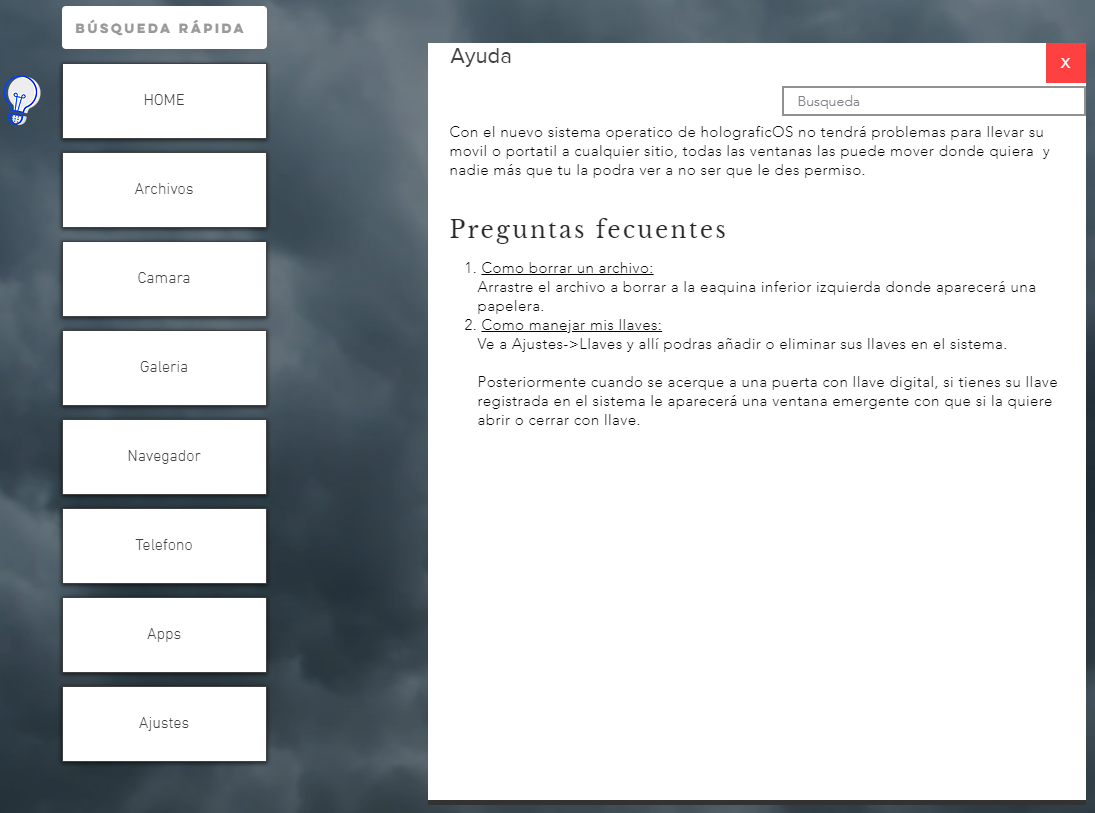 BÚSQUEDA RÁPIDA
HOME
Archivos
Camara
Galeria
Navegador
Telefono
Apps
Ajustes
Ayuda
X
Busqueda
Con el nuevo sistema operatico de holograficOS no tendrá problemas para llevar su
movil o portatil a cualquier sitio, todas las ventanas las puede mover donde quiera y
nadie más que tu la podra ver a no ser que le des permiso.
Preguntas fecuentes
1. Como borrar un archivo:
Arrastre el archivo a borrar a la eaquina inferior izquierda donde aparecerá una
papelera.
2. Como manejar mis llaves:
Ve a Ajustes->Llaves y allí podras añadir o eliminar sus llaves en el sistema.
Posteriormente cuando se acerque a una puerta con llave digital, si tienes su llave
registrada en el sistema le aparecerá una ventana emergente con que si la quiere
abrir o cerrar con llave.